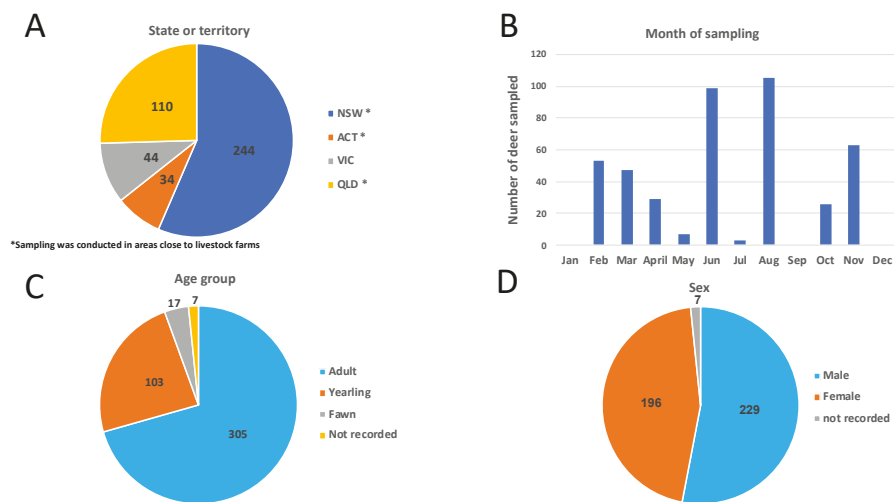 A
State or territory
110
44
34
244
NSW *
ACT *
VIC
QLD *
*Sampling was conducted in areas close to livestock farms
B
Month of sampling
Number of deer sampled
120
100
80
60
40
20
0
Jan Feb Mar April May Jun Jul Aug Sep Oct Nov Dec
C
Age group
17 7
103
305
Adult
Yearling
Fawn
Not recorded
D
Sex
7
196
229
Male
Female
not recorded